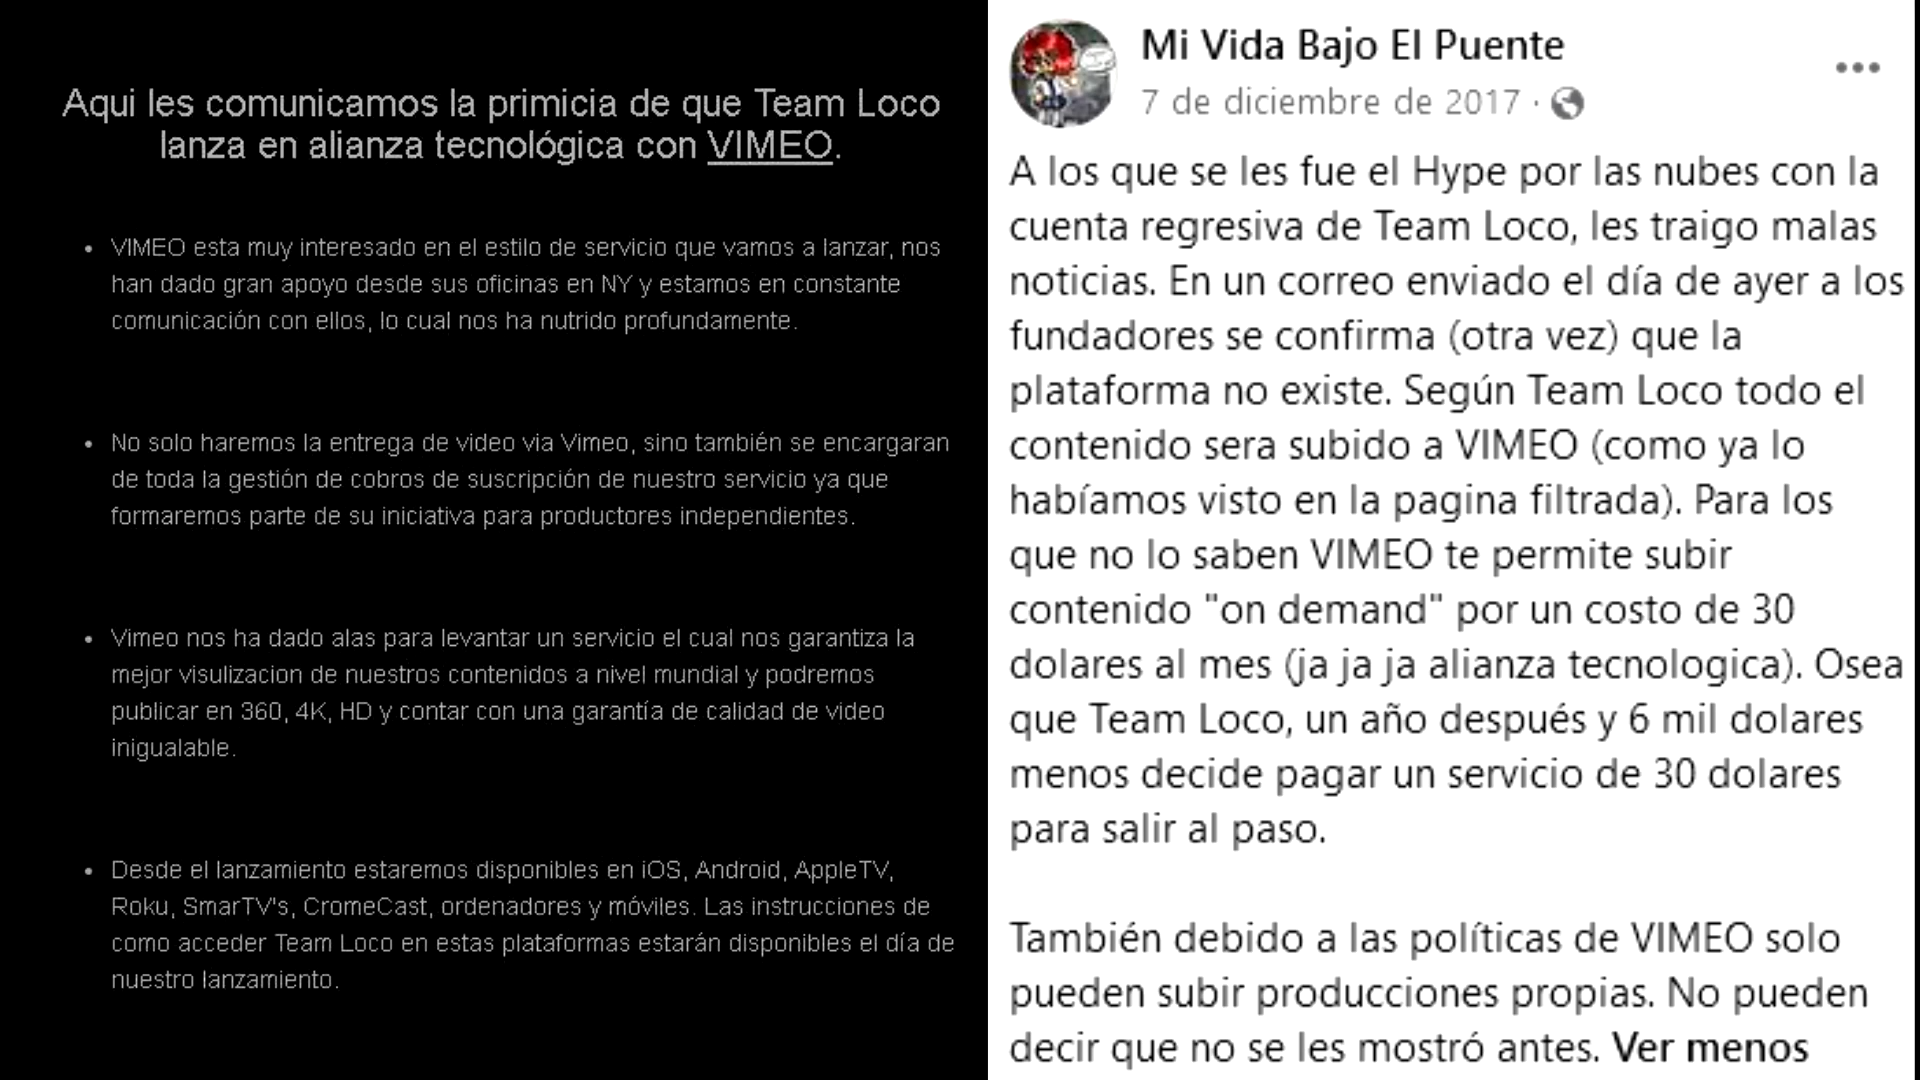 Aqui les comunicamos la primicia de que Team Loco
lanza en alianza tecnológica con VIMEO.
• VIMEO esta muy interesado en el estilo de servicio que vamos a lanzar, nos
han dado gran apoyo desde sus oficinas en NY y estamos en constante
comunicación con ellos, lo cual nos ha nutrido profundamente.
• No solo haremos la entrega de video via Vimeo, sino también se encargaran
de toda la gestión de cobros de suscripción de nuestro servicio ya que
formaremos parte de su iniciativa para productores independientes.
• Vimeo nos ha dado alas para levantar un servicio el cual nos garantiza la
mejor visulizacion de nuestros contenidos a nivel mundial y podremos
publicar en 360, 4K, HD y contar con una garantía de calidad de video
inigualable.
• Desde el lanzamiento estaremos disponibles en iOS, Android, AppleTV,
Roku, SmarTV's, CromeCast, ordenadores y móviles. Las instrucciones de
como acceder Team Loco en estas plataformas estarán disponibles el día de
nuestro lanzamiento.
Mi Vida Bajo El Puente
7 de diciembre de 2017 ·
A los que se les fue el Hype por las nubes con la
cuenta regresiva de Team Loco, les traigo malas
noticias. En un correo enviado el día de ayer a los
fundadores se confirma (otra vez) que la
plataforma no existe. Según Team Loco todo el
contenido sera subido a VIMEO (como ya lo
habíamos visto en la pagina filtrada). Para los
que no lo saben VIMEO te permite subir
contenido "on demand" por un costo de 30
dolares al mes (ja ja ja alianza tecnologica). Osea
que Team Loco, un año después y 6 mil dolares
menos decide pagar un servicio de 30 dolares
para salir al paso.
También debido a las políticas de VIMEO solo
pueden subir producciones propias. No pueden
decir que no se les mostró antes. Ver menos